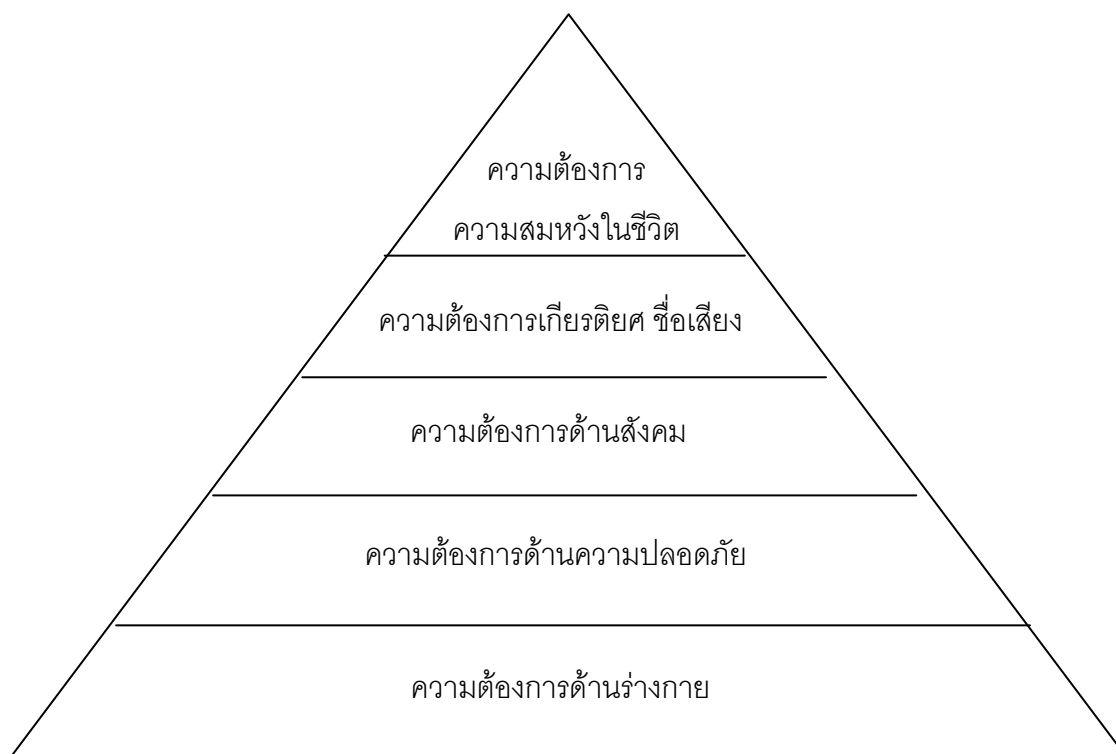 ความต้องการ
ความสมหวังในชีวิต
ความต้องการเกียรติยศ ชื่อเสียง
ความต้องการด้านสังคม
ความต้องการด้านความปลอดภัย
ความต้องการด้านร่างกาย